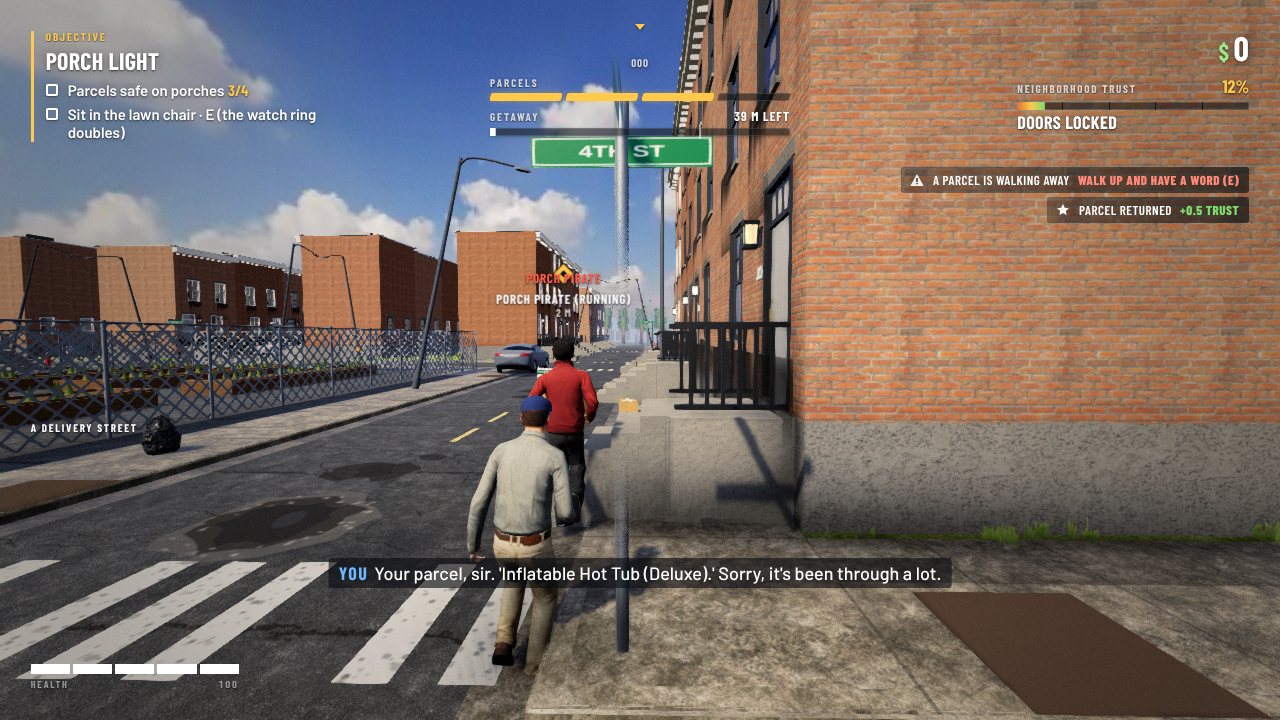 OBJECTIVE
PORCH LIGHT
Parcels safe on porches 3/4
Sit in the lawn chair · E (the watch ring
doubles)
000
PARCELS
GETAWAY
39 M LEFT
4TH ST
$0
NEIGHBORHOOD TRUST
12%
DOORS LOCKED
A PARCEL IS WALKING AWAY WALK UP AND HAVE A WORD (E)
PARCEL RETURNED +0.5 TRUST
PORCH PIRATE
PORCH PIRATE (RUNNING)
2 M
A DELIVERY STREET
YOU Your parcel, sir. 'Inflatable Hot Tub (Deluxe).' Sorry, it's been through a lot.
HEALTH
100